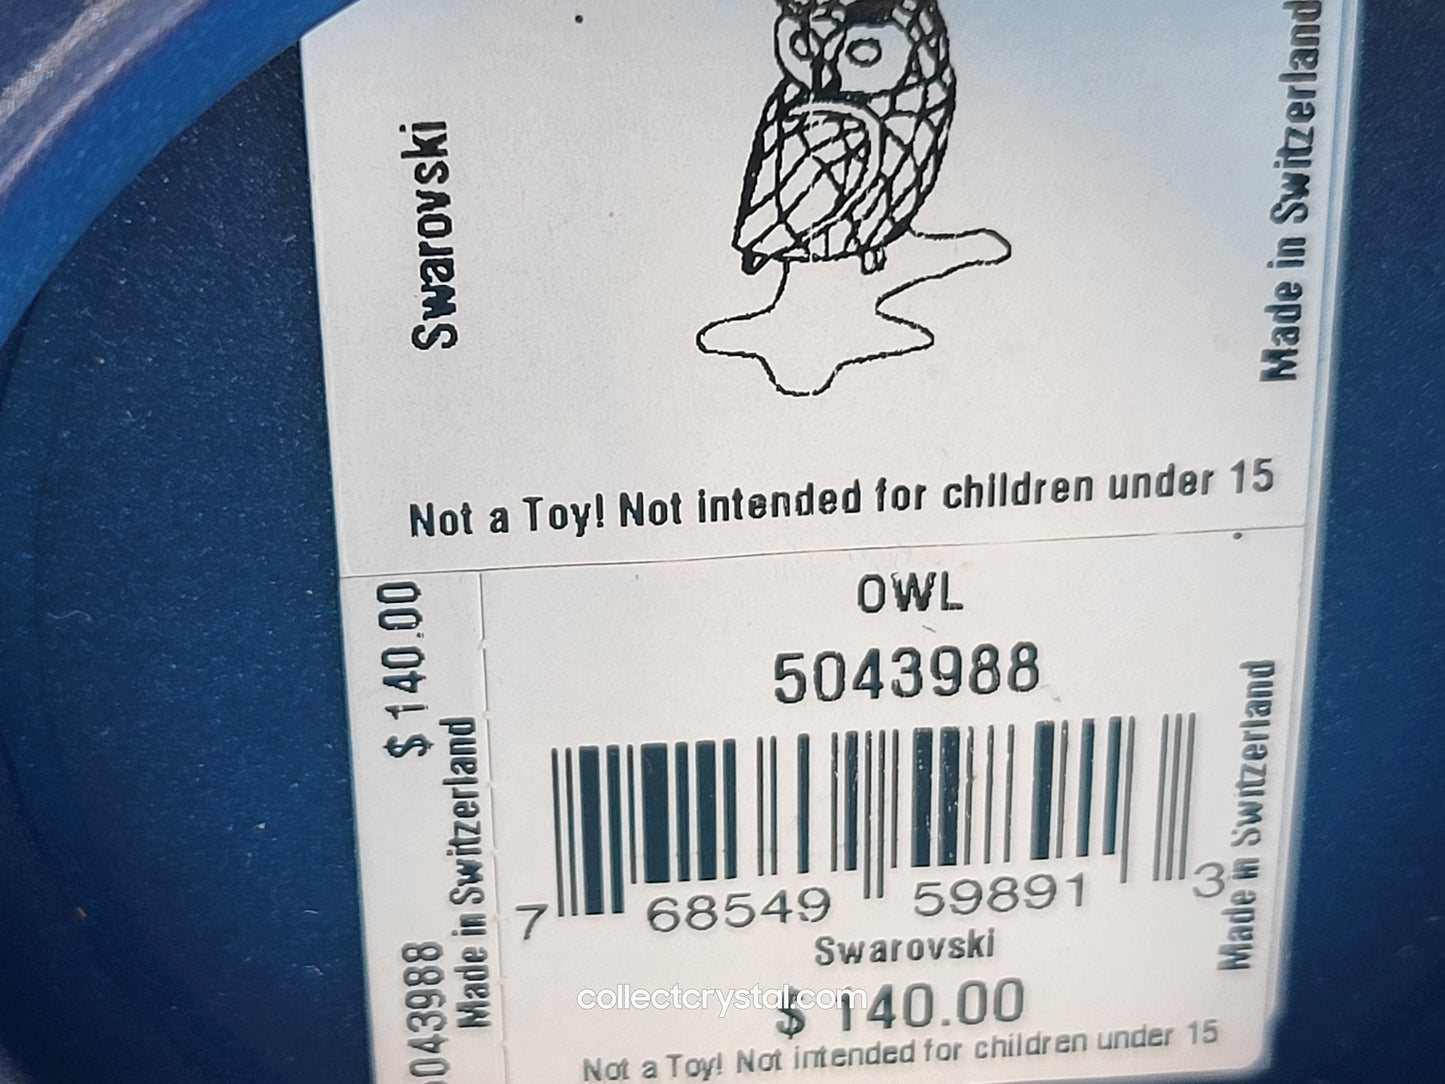 Swarovski
Made in Switzerland
Not a Toy! Not intended for children under 15
$ 140.00
Made in Switzerland
5043988
OWL
5043988
7 68549 59891 3
Made in Switzerland
Swarovski
$ 140.00
collectcrystal.com
Not a Toy! Not intended for children under 15